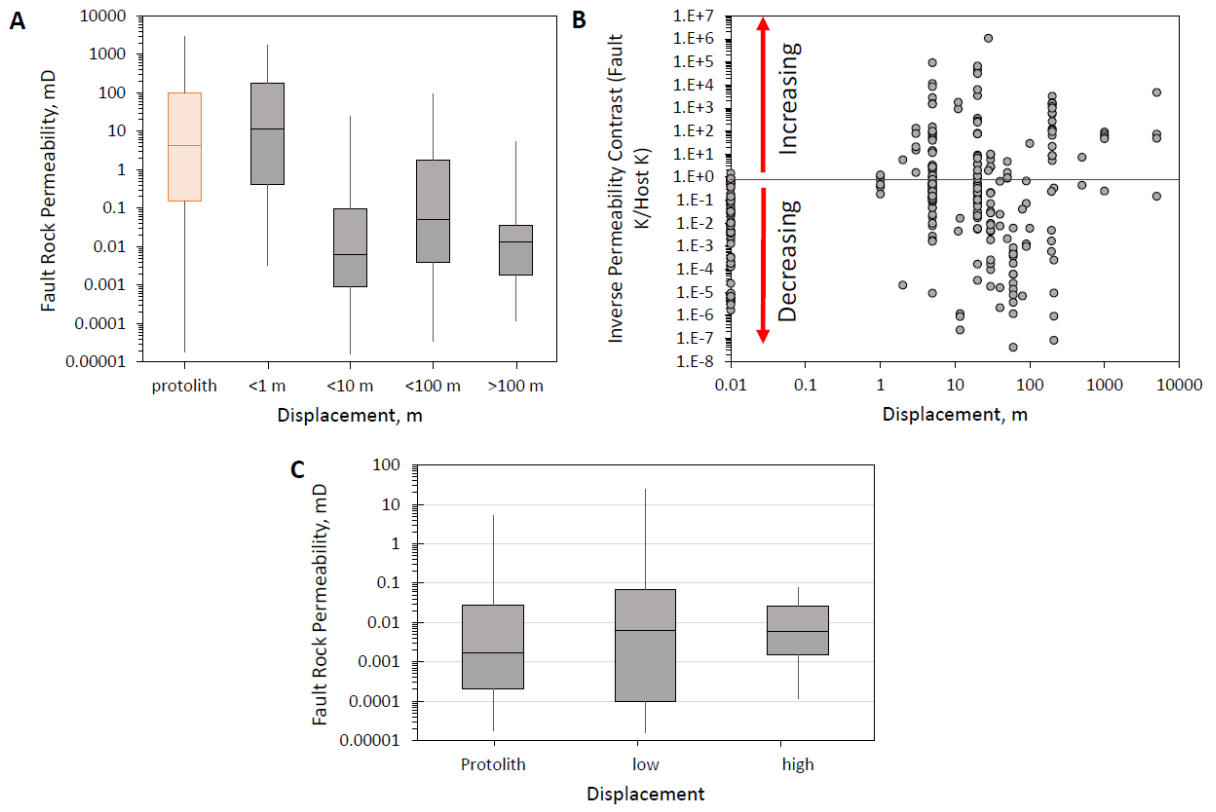 A
Fault Rock Permeability, mD
10000
1000
100
10
1
0.1
0.01
0.001
0.0001
0.00001
protolith <1 m <10 m <100 m >100 m
Displacement, m
B
Inverse Permeability Contrast (Fault
K/Host K)
1.E+7
1.E+6
1.E+5
1.E+4
1.E+3
1.E+2
1.E+1
1.E+0
1.E-1
1.E-2
1.E-3
1.E-4
1.E-5
1.E-6
1.E-7
1.E-8
Increasing
Decreasing
0.01 0.1 1 10 100 1000 10000
Displacement, m
C
Fault Rock Permeability, mD
100
10
1
0.1
0.01
0.001
0.0001
0.00001
Protolith low high
Displacement